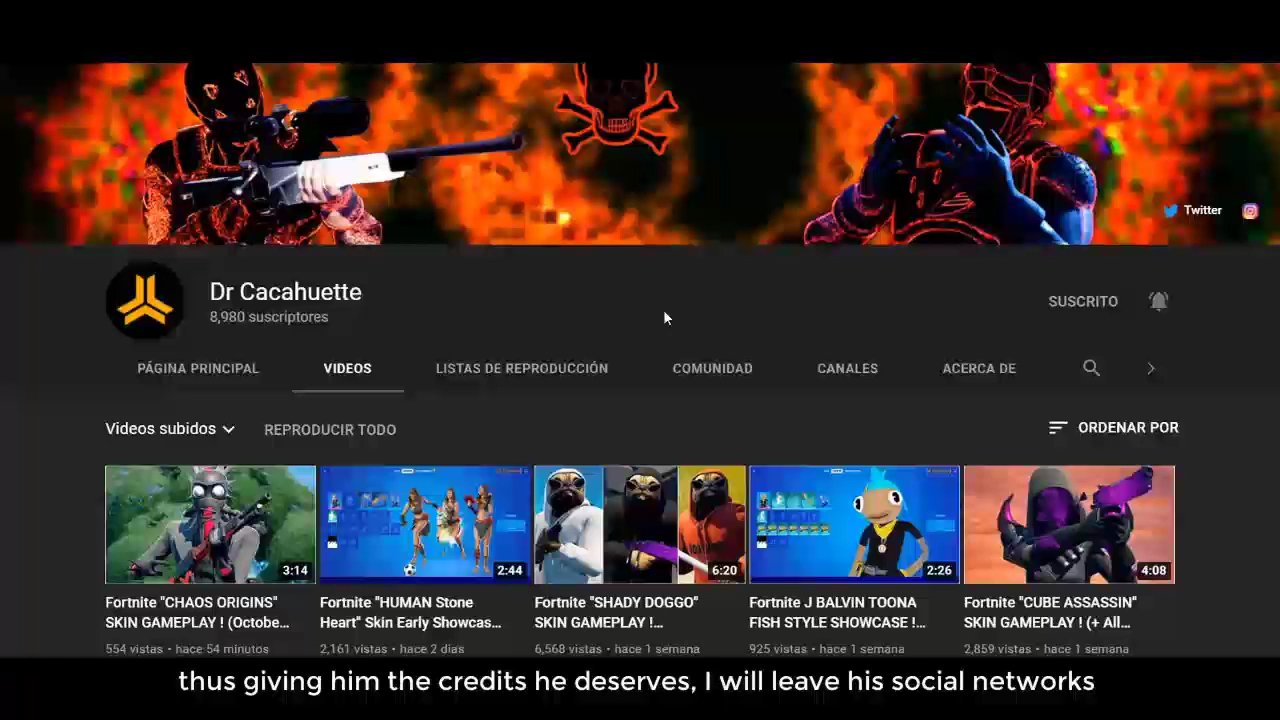 Twitter
Dr Cacahuette
8,980 suscriptores
SUSCRITO
PÁGINA PRINCIPAL
VIDEOS
LISTAS DE REPRODUCCIÓN
COMUNIDAD
CANALES
ACERCA DE
Videos subidos
REPRODUCIR TODO
ORDENAR POR
3:14
2:44
6:20
2:26
4:08
Fortnite "CHAOS ORIGINS"
SKIN GAMEPLAY ! (Octobe...
554 vistas • hace 54 minutos
Fortnite "HUMAN Stone
Heart" Skin Early Showcas...
2,161 vistas • hace 2 días
Fortnite "SHADY DOGGO"
SKIN GAMEPLAY !...
6,568 vistas • hace 1 semana
Fortnite J BALVIN TOONA
FISH STYLE SHOWCASE !...
925 vistas • hace 1 semana
Fortnite "CUBE ASSASSIN"
SKIN GAMEPLAY ! (+ All...
2,859 vistas • hace 1 semana
thus giving him the credits he deserves, I will leave his social networks